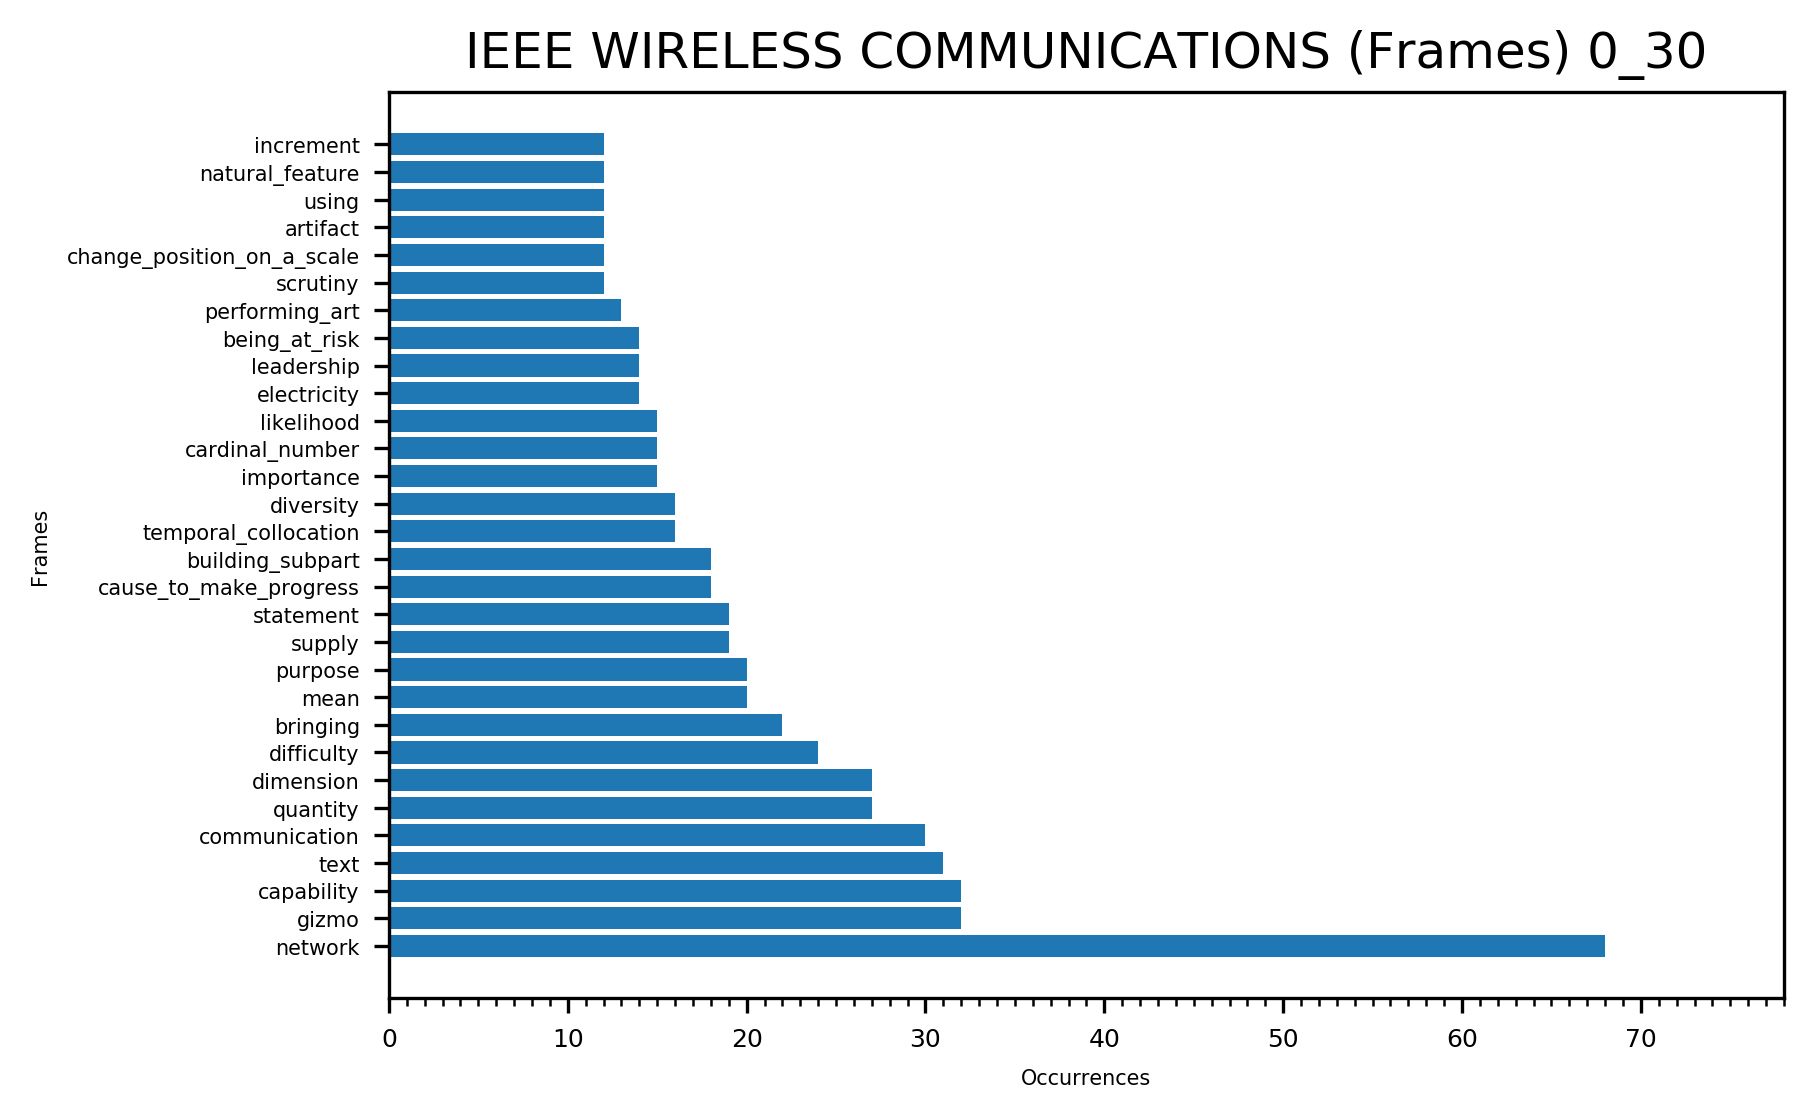 IEEE WIRELESS COMMUNICATIONS (Frames) 0_30
increment
natural_feature
using
artifact
change_position_on_a_scale
scrutiny
performing_art
being_at_risk
leadership
electricity
likelihood
cardinal_number
importance
diversity
temporal_collocation
building_subpart
cause_to_make_progress
statement
supply
purpose
mean
bringing
difficulty
dimension
quantity
communication
text
capability
gizmo
network
Frames
0 10 20 30 40 50 60 70
Occurrences